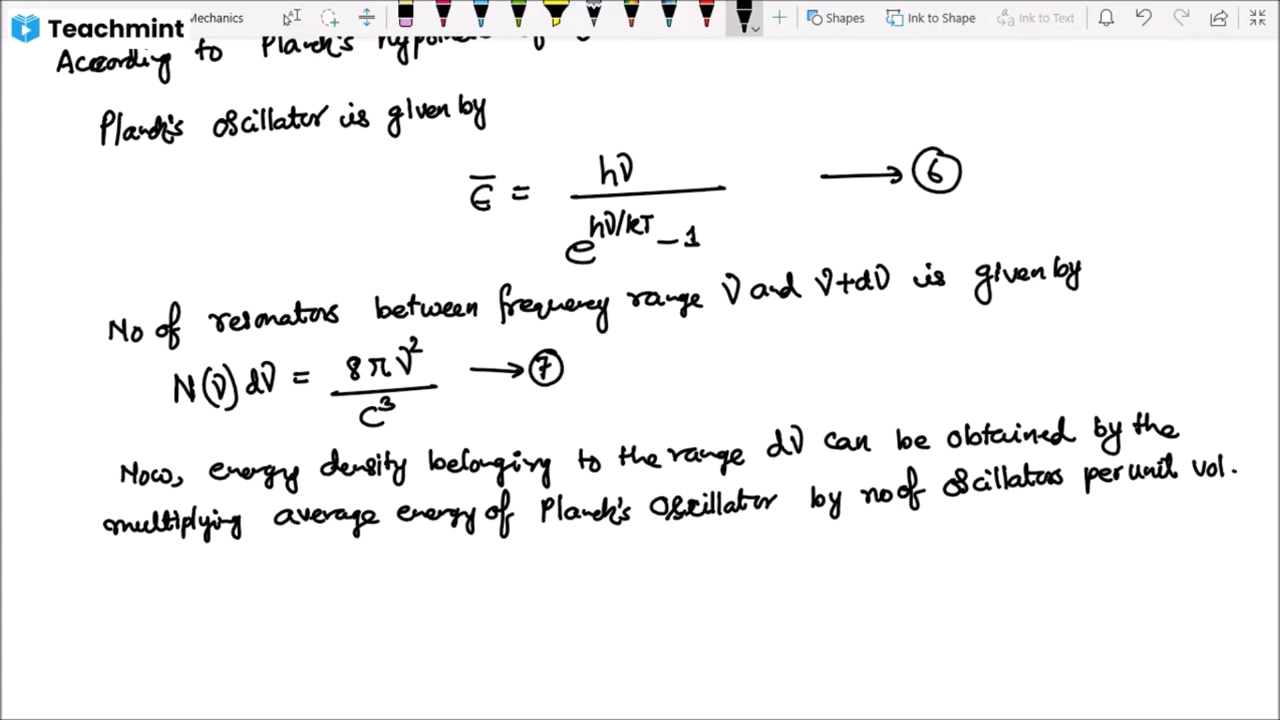 Teachmint
Mechanics
Shapes
Ink to Shape
Ink to Text
According to Planck's
Planck's oscillator is given by
ε̄ = hν / (e^(hν/kT) - 1) → ⑥
No of resonators between frequency range ν and ν+dν is given by
N(ν)dν = 8πν² / C³ → ⑦
Now, energy density belonging to the range dν can be obtained by the
multiplying average energy of Planck's oscillator by no of oscillators per unit vol.